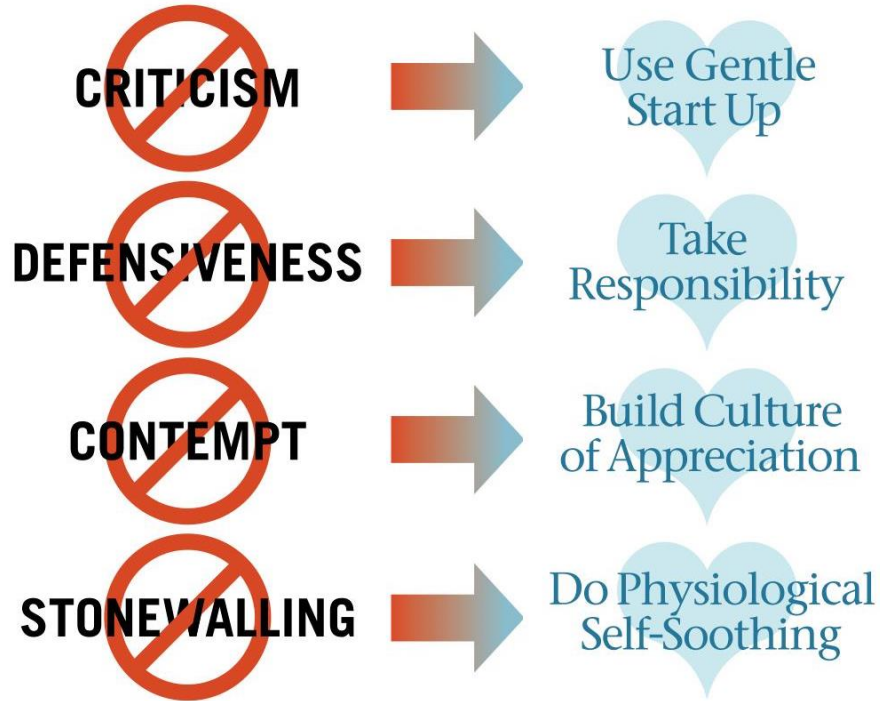 CRITICISM
Use Gentle
Start Up
DEFENSIVENESS
Take
Responsibility
CONTEMPT
Build Culture
of Appreciation
STONEWALLING
Do Physiological
Self-Soothing